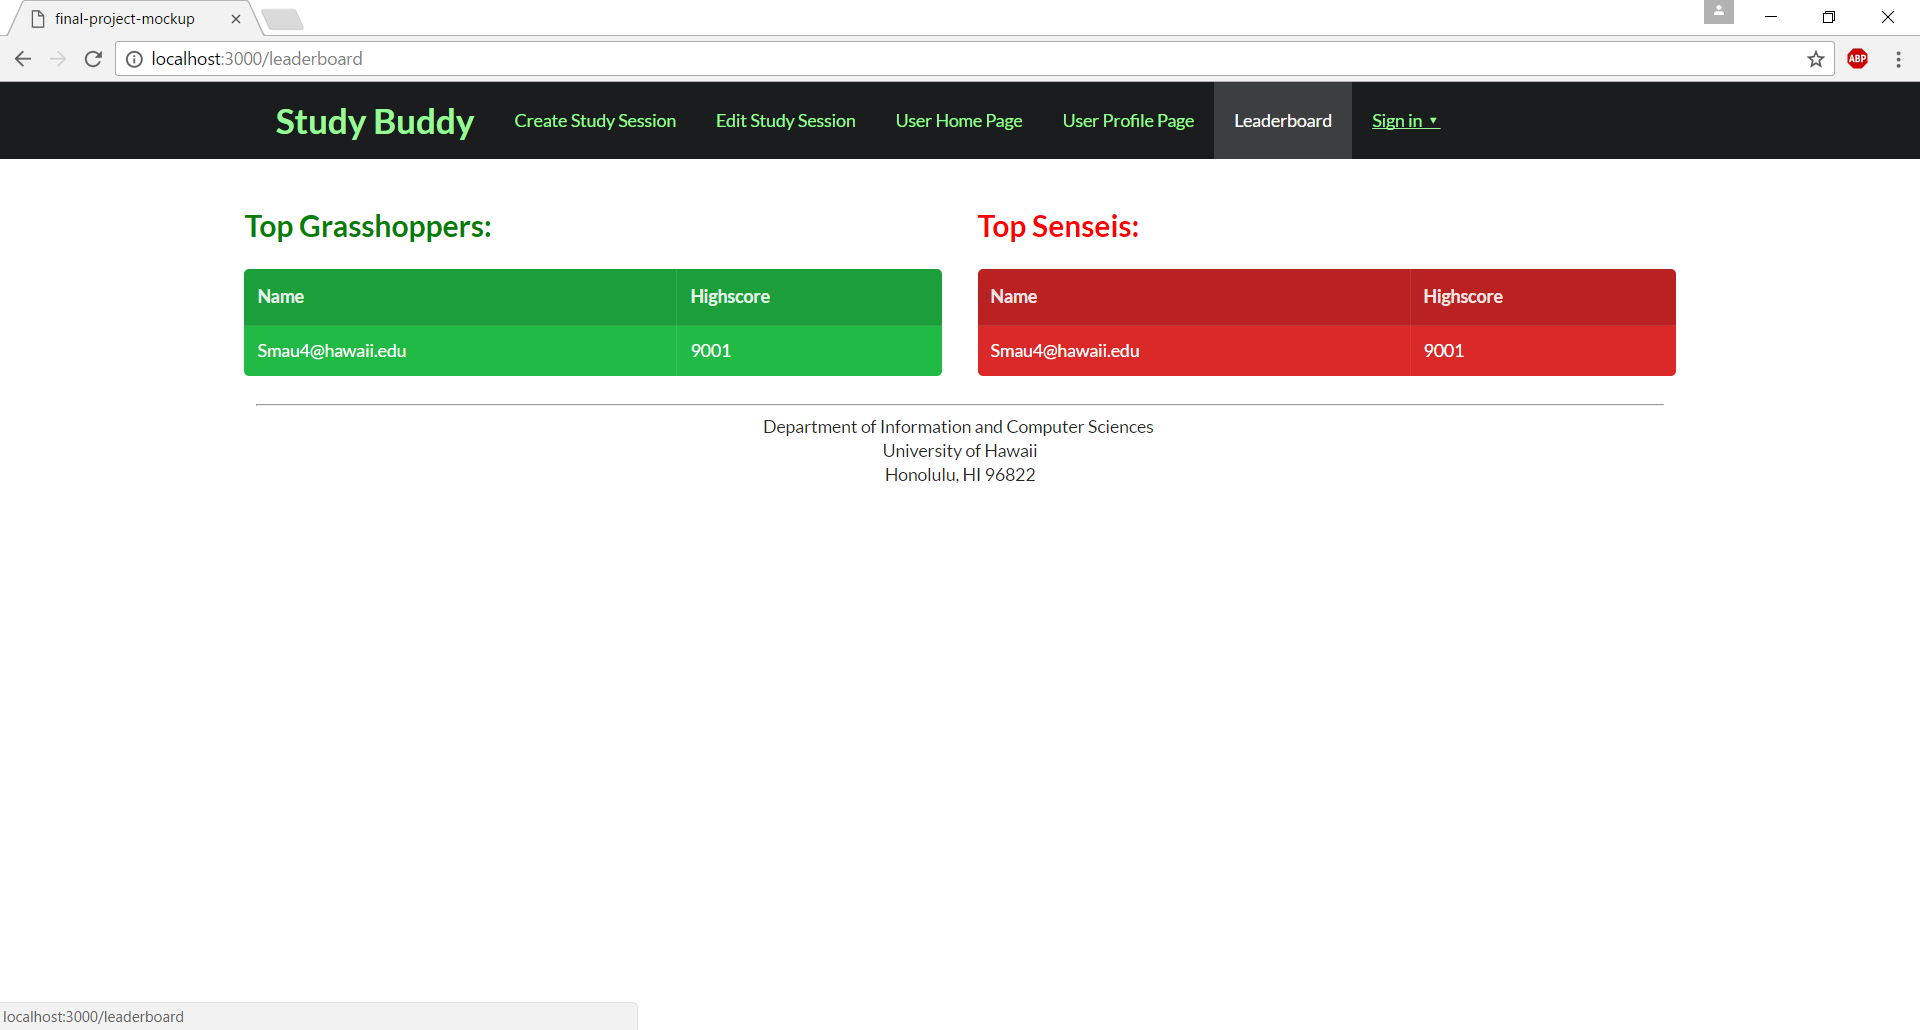 final-project-mockup
localhost:3000/leaderboard
ABP
Study Buddy Create Study Session Edit Study Session User Home Page User Profile Page Leaderboard Sign in
Top Grasshoppers:
Name Highscore
Smau4@hawaii.edu 9001
Top Senseis:
Name Highscore
Smau4@hawaii.edu 9001
Department of Information and Computer Sciences
University of Hawaii
Honolulu, HI 96822
localhost:3000/leaderboard